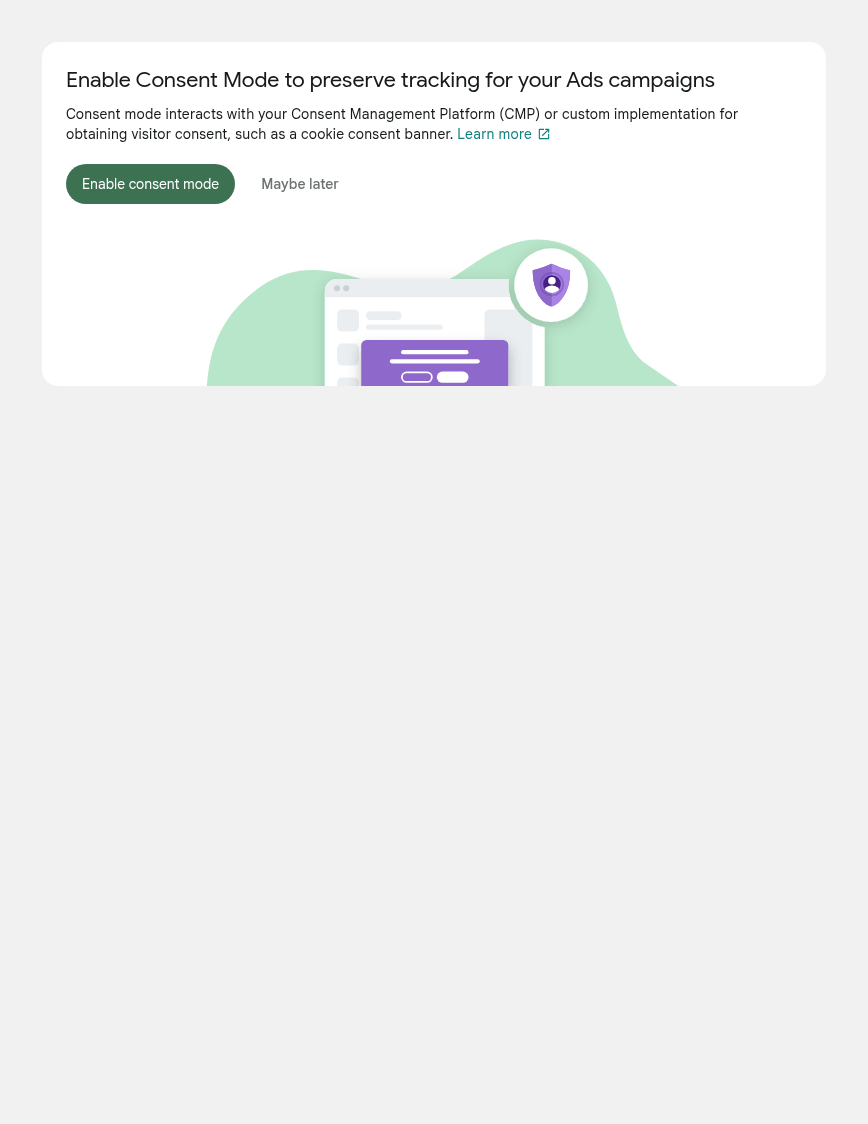 Enable Consent Mode to preserve tracking for your Ads campaigns
Consent mode interacts with your Consent Management Platform (CMP) or custom implementation for
obtaining visitor consent, such as a cookie consent banner. Learn more
Enable consent mode
Maybe later